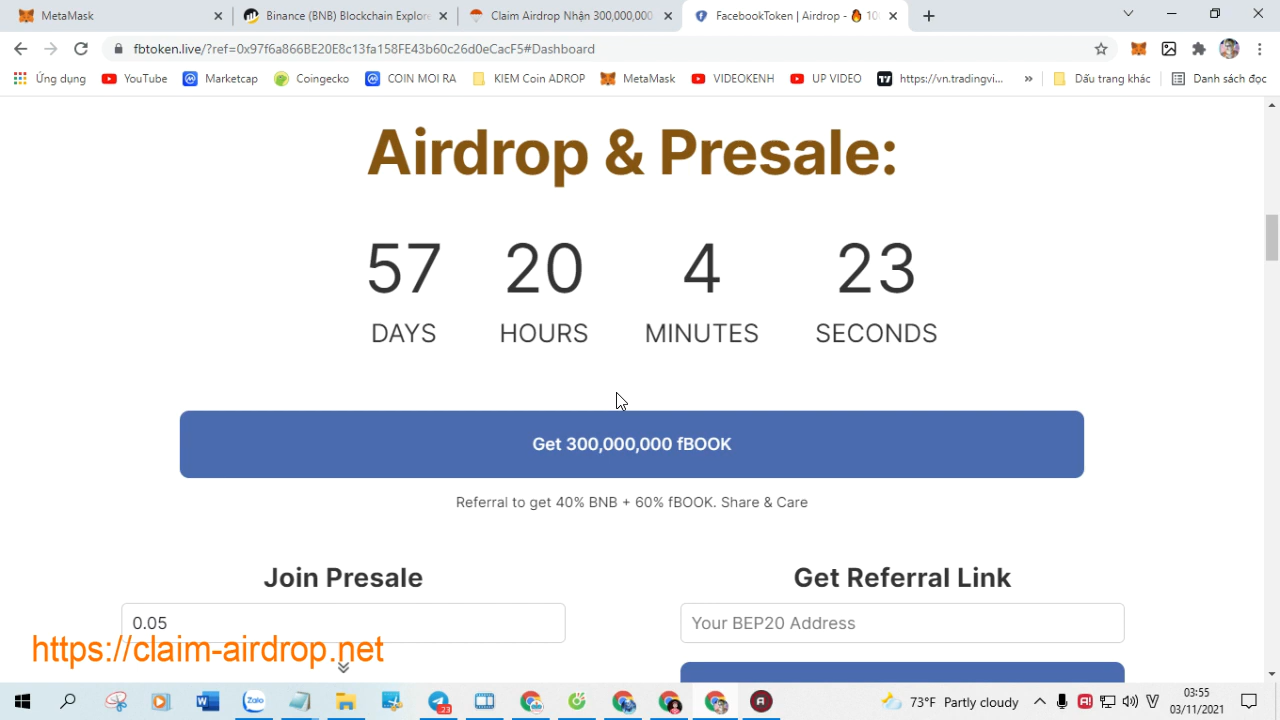 MetaMask
Binance (BNB) Blockchain Explore
Claim Airdrop Nhận 300,000,000
FacebookToken | Airdrop - 🔥 10
fbtoken.live/?ref=0x97f6a866BE20E8c13fa158FE43b60c26d0eCacF5#Dashboard
Ứng dụng YouTube Marketcap Coingecko COIN MOI RA KIEM Coin ADROP MetaMask VIDEOKENH UP VIDEO https://vn.tradingvi... » Dấu trang khác Danh sách đọc
Airdrop & Presale:
57 20 4 23
DAYS HOURS MINUTES SECONDS
Get 300,000,000 fBOOK
Referral to get 40% BNB + 60% fBOOK. Share & Care
Join Presale Get Referral Link
0.05 Your BEP20 Address
https://claim-airdrop.net
Zalo 23 73°F Partly cloudy 03:55
03/11/2021